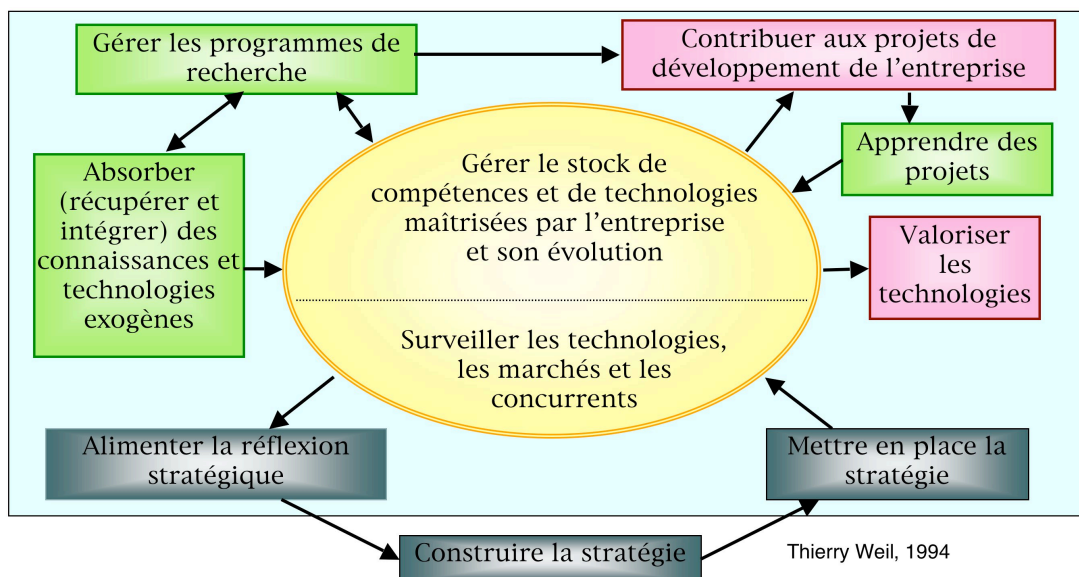 Gérer les programmes de
recherche
Contribuer aux projets de
développement de l'entreprise
Apprendre des
projets
Absorber
(récupérer et
intégrer) des
connaissances et
technologies
exogènes
Gérer le stock de
compétences et de technologies
maîtrisées par l'entreprise
et son évolution
Valoriser
les
technologies
Surveiller les technologies,
les marchés et les
concurrents
Alimenter la réflexion
stratégique
Mettre en place la
stratégie
Construire la stratégie
Thierry Weil, 1994